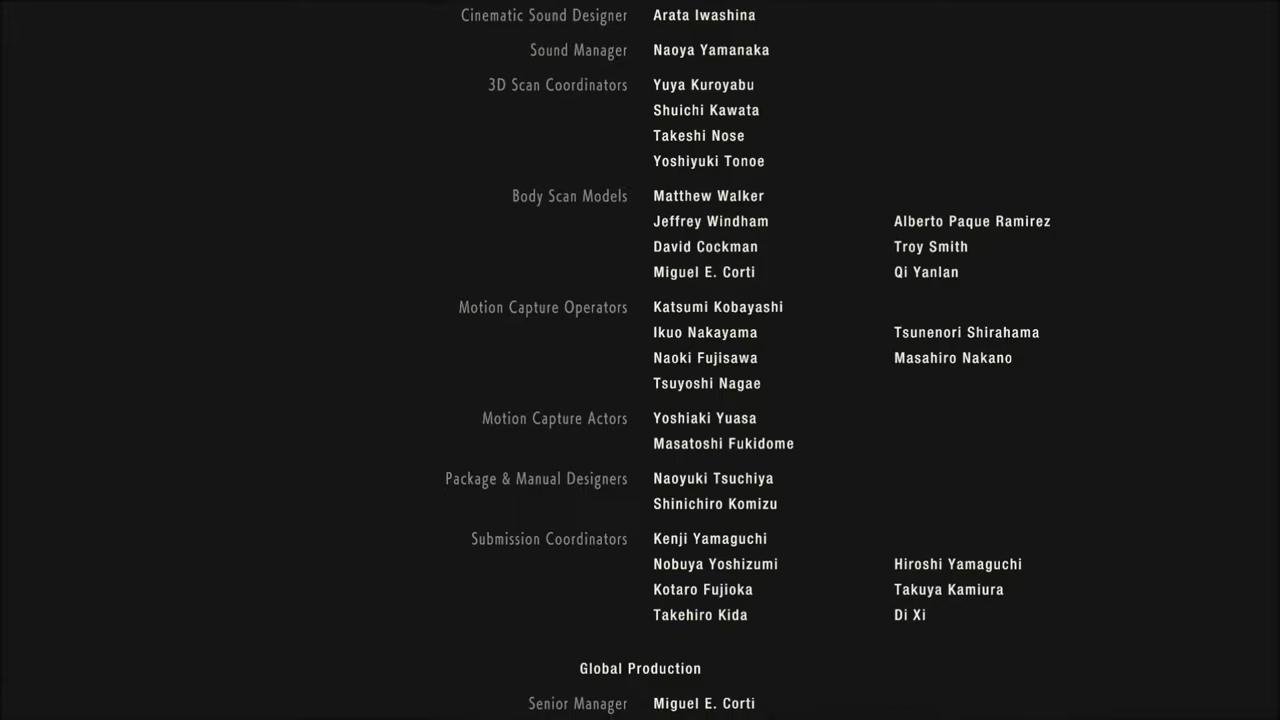 Cinematic Sound Designer Arata Iwashina
Sound Manager Naoya Yamanaka
3D Scan Coordinators Yuya Kuroyabu
Shuichi Kawata
Takeshi Nose
Yoshiyuki Tonoe
Body Scan Models Matthew Walker
Jeffrey Windham Alberto Paque Ramirez
David Cockman Troy Smith
Miguel E. Corti Qi Yanlan
Motion Capture Operators Katsumi Kobayashi
Ikuo Nakayama Tsunenori Shirahama
Naoki Fujisawa Masahiro Nakano
Tsuyoshi Nagae
Motion Capture Actors Yoshiaki Yuasa
Masatoshi Fukidome
Package & Manual Designers Naoyuki Tsuchiya
Shinichiro Komizu
Submission Coordinators Kenji Yamaguchi
Nobuya Yoshizumi Hiroshi Yamaguchi
Kotaro Fujioka Takuya Kamiura
Takehiro Kida Di Xi
Global Production
Senior Manager Miguel E. Corti